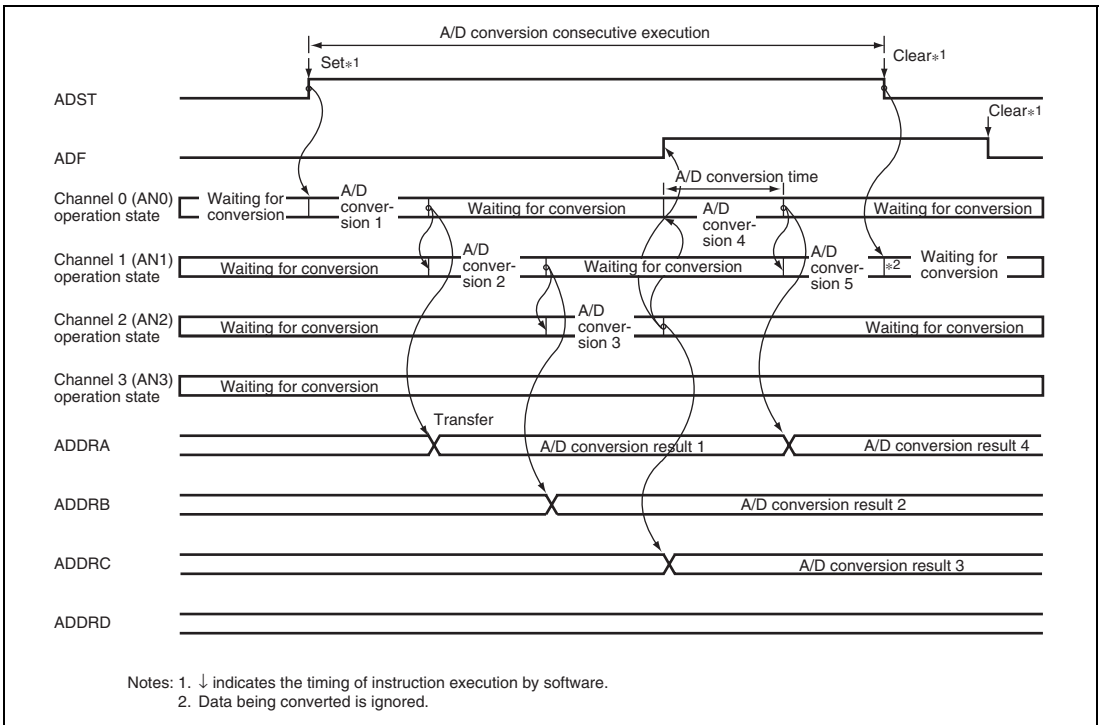 A/D conversion consecutive execution
Set*1
Clear*1
ADST
Clear*1
ADF
A/D conversion time
Channel 0 (AN0)
operation state
Waiting for
conversion
A/D
conver-
sion 1
Waiting for conversion
A/D
conver-
sion 4
Waiting for conversion
Channel 1 (AN1)
operation state
Waiting for conversion
A/D
conver-
sion 2
Waiting for conversion
A/D
conver-
sion 5
*2
Waiting for
conversion
Channel 2 (AN2)
operation state
Waiting for conversion
A/D
conver-
sion 3
Waiting for conversion
Channel 3 (AN3)
operation state
Waiting for conversion
Transfer
ADDRA
A/D conversion result 1
A/D conversion result 4
ADDRB
A/D conversion result 2
ADDRC
A/D conversion result 3
ADDRD
Notes: 1. ↓ indicates the timing of instruction execution by software.
2. Data being converted is ignored.